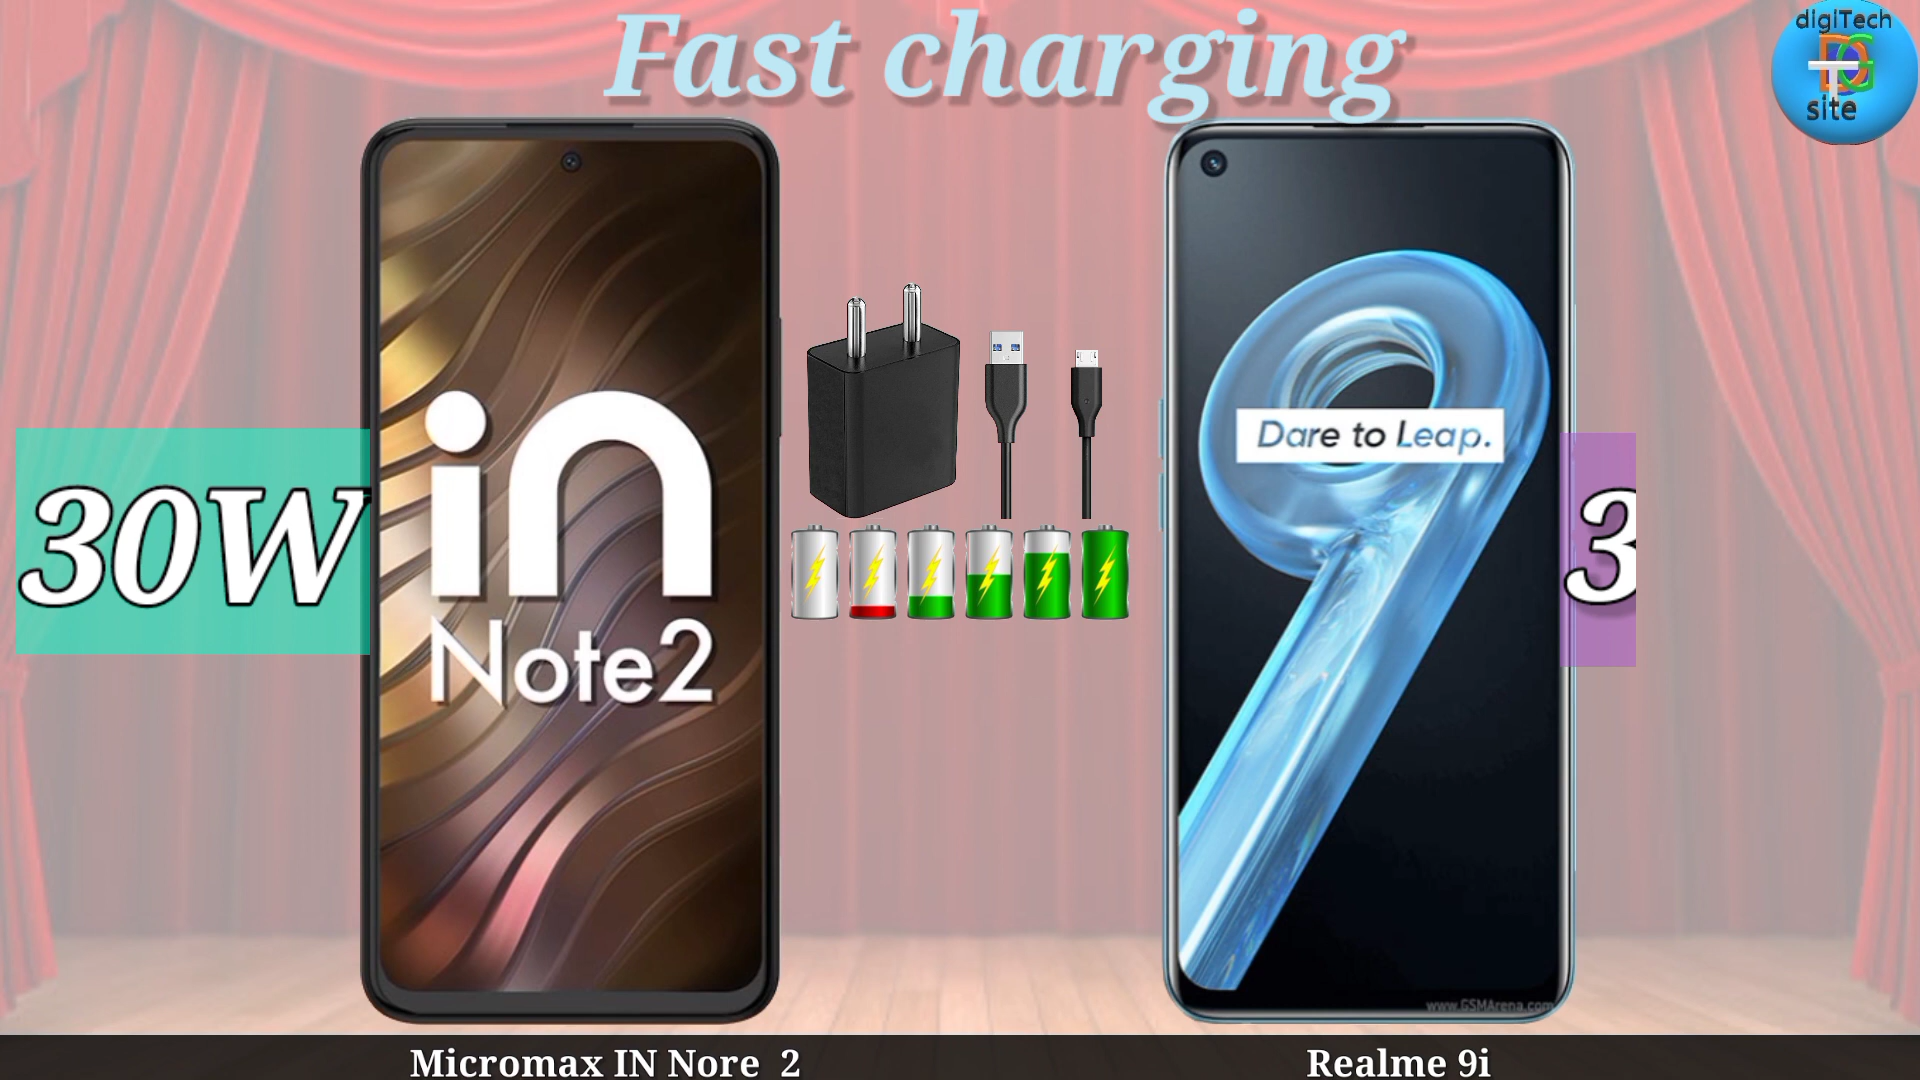 Fast charging
digiTech
site
30W
in
Note2
Dare to Leap.
3
www.GSMArena.com
Micromax IN Nore 2
Realme 9i